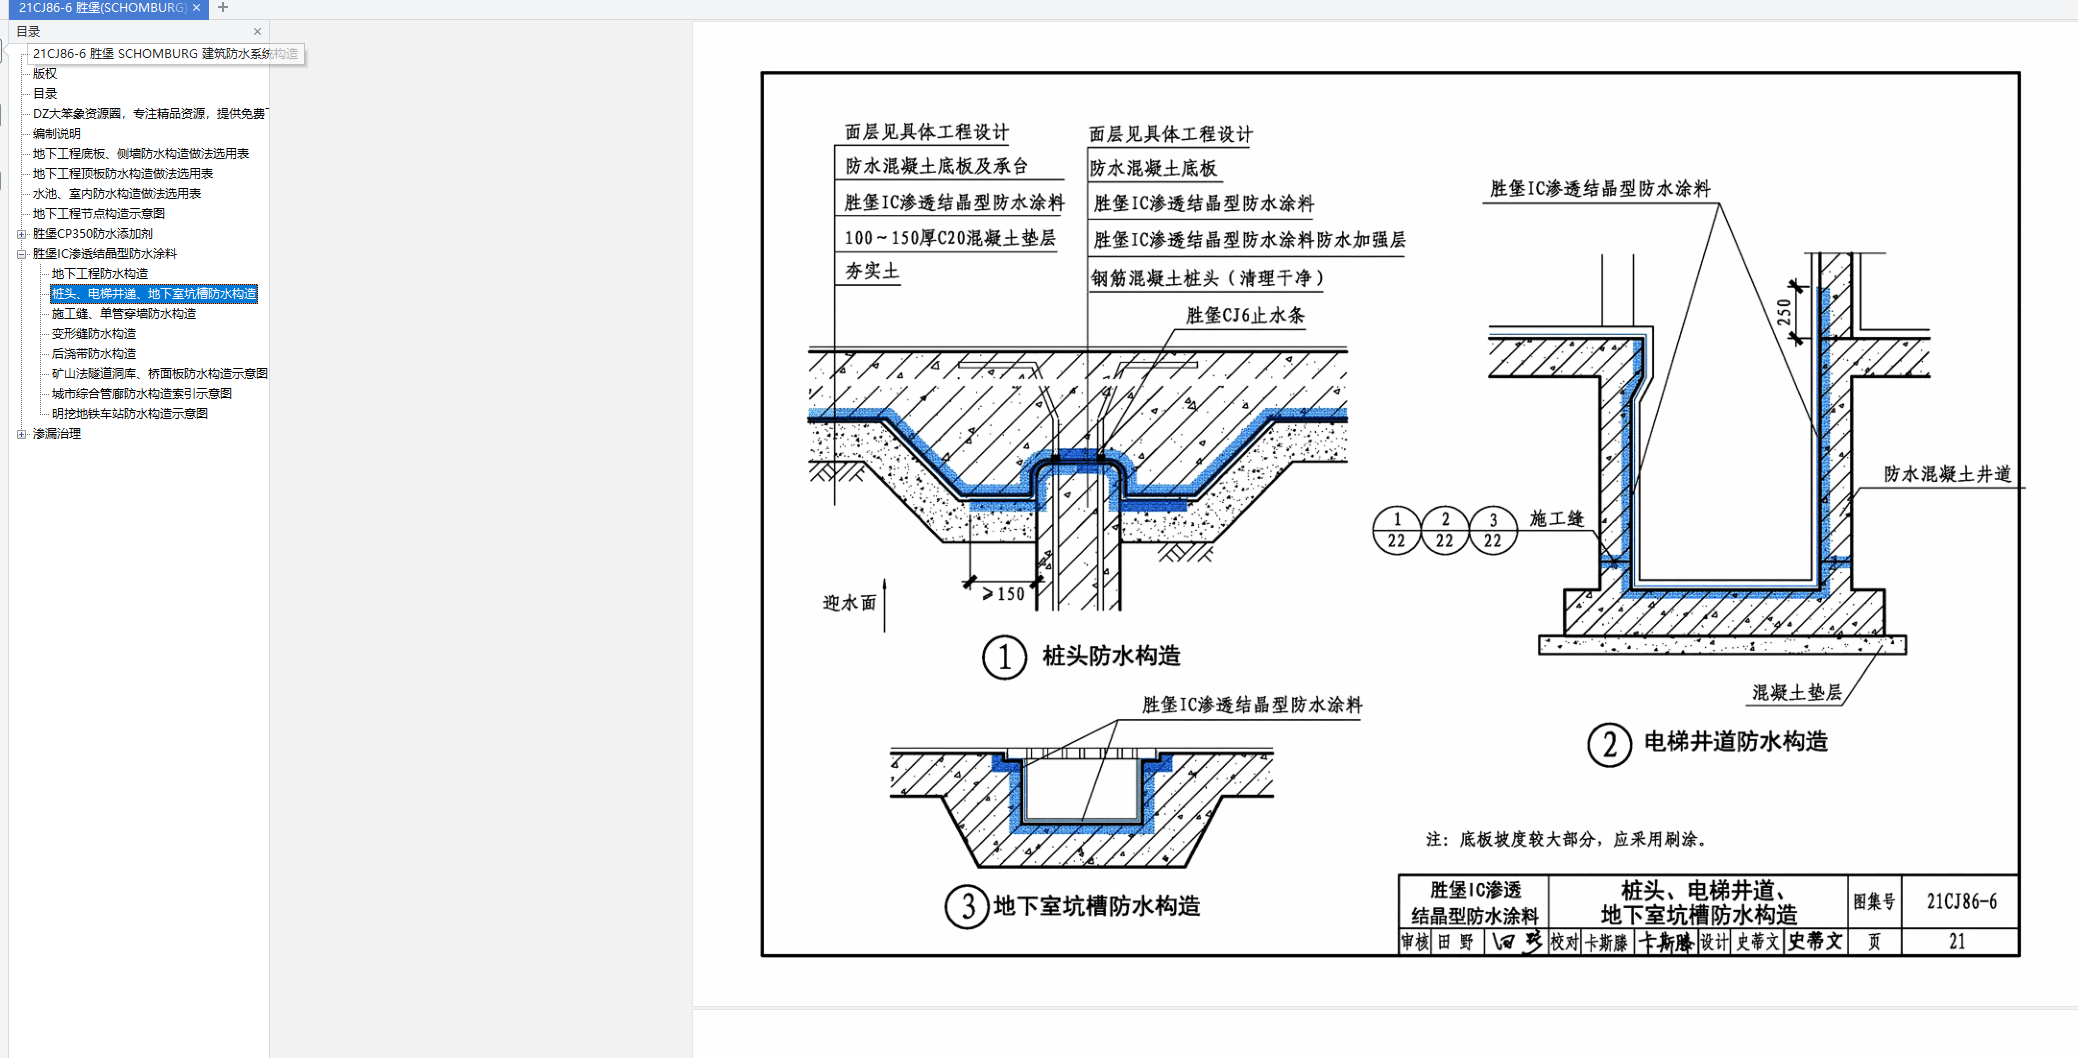 21CJ86-6 胜堡(SCHOMBURG)
目录
21CJ86-6 胜堡 SCHOMBURG 建筑防水系统构造
版权
目录
DZ大笨象资源圈，专注精品资源，提供免费下
编制说明
地下工程底板、侧墙防水构造做法选用表
地下工程顶板防水构造做法选用表
水池、室内防水构造做法选用表
地下工程节点构造示意图
胜堡CP350防水添加剂
胜堡IC渗透结晶型防水涂料
地下工程防水构造
桩头、电梯井递、地下室坑槽防水构造
施工缝、单管穿墙防水构造
变形缝防水构造
后浇带防水构造
矿山法隧道洞库、桥面板防水构造示意图
城市综合管廊防水构造索引示意图
明挖地铁车站防水构造示意图
渗漏治理
面层见具体工程设计
防水混凝土底板及承台
胜堡IC渗透结晶型防水涂料
100～150厚C20混凝土垫层
夯实土
面层见具体工程设计
防水混凝土底板
胜堡IC渗透结晶型防水涂料
胜堡IC渗透结晶型防水涂料防水加强层
钢筋混凝土桩头（清理干净）
胜堡CJ6止水条
≥150
迎水面
1 桩头防水构造
胜堡IC渗透结晶型防水涂料
250
防水混凝土井道
1 2 3 施工缝
22 22 22
混凝土垫层
2 电梯井道防水构造
胜堡IC渗透结晶型防水涂料
3 地下室坑槽防水构造
注：底板坡度较大部分，应采用刷涂。
胜堡IC渗透
结晶型防水涂料
桩头、电梯井道、
地下室坑槽防水构造
图集号
21CJ86-6
审核 田 野 田野 校对 卡斯滕 卡斯滕 设计 史蒂文 史蒂文 页 21